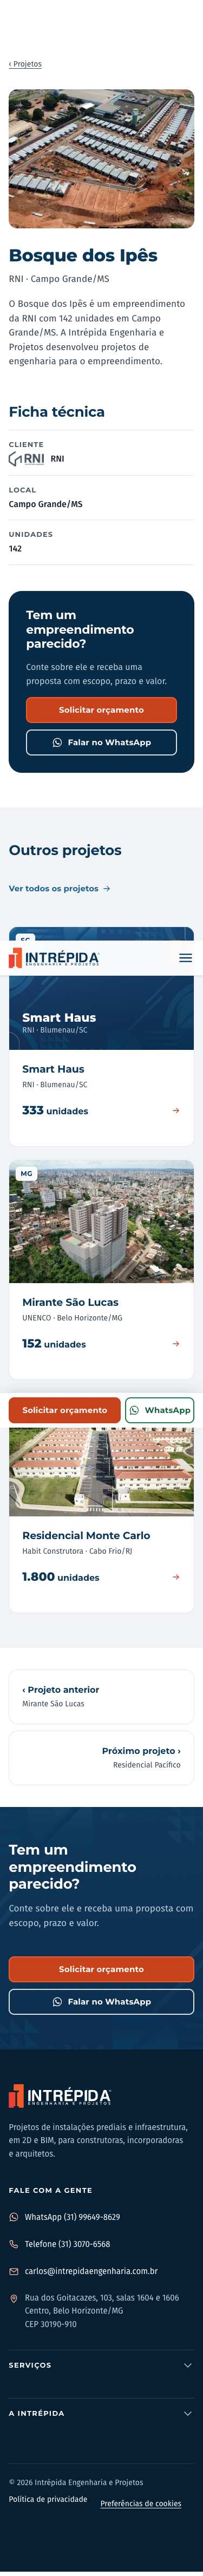 ‹ Projetos
Bosque dos Ipês
RNI · Campo Grande/MS
O Bosque dos Ipês é um empreendimento
da RNI com 142 unidades em Campo
Grande/MS. A Intrépida Engenharia e
Projetos desenvolveu projetos de
engenharia para o empreendimento.
Ficha técnica
CLIENTE
RNI RNI
LOCAL
Campo Grande/MS
UNIDADES
142
Tem um
empreendimento
parecido?
Conte sobre ele e receba uma
proposta com escopo, prazo e valor.
Solicitar orçamento
Falar no WhatsApp
Outros projetos
Ver todos os projetos →
SC
INTRÉPIDA
ENGENHARIA E PROJETOS
Smart Haus
RNI · Blumenau/SC
Smart Haus
RNI · Blumenau/SC
333 unidades →
MG
Mirante São Lucas
UNENCO · Belo Horizonte/MG
152 unidades →
Solicitar orçamento
WhatsApp
Residencial Monte Carlo
Habit Construtora · Cabo Frio/RJ
1.800 unidades →
‹ Projeto anterior
Mirante São Lucas
Próximo projeto ›
Residencial Pacífico
Tem um
empreendimento
parecido?
Conte sobre ele e receba uma proposta com
escopo, prazo e valor.
Solicitar orçamento
Falar no WhatsApp
INTRÉPIDA
ENGENHARIA E PROJETOS
Projetos de instalações prediais e infraestrutura,
em 2D e BIM, para construtoras, incorporadoras
e arquitetos.
FALE COM A GENTE
WhatsApp (31) 99649-8629
Telefone (31) 3070-6568
carlos@intrepidaengenharia.com.br
Rua dos Goitacazes, 103, salas 1604 e 1606
Centro, Belo Horizonte/MG
CEP 30190-910
SERVIÇOS
A INTRÉPIDA
© 2026 Intrépida Engenharia e Projetos
Política de privacidade
Preferências de cookies